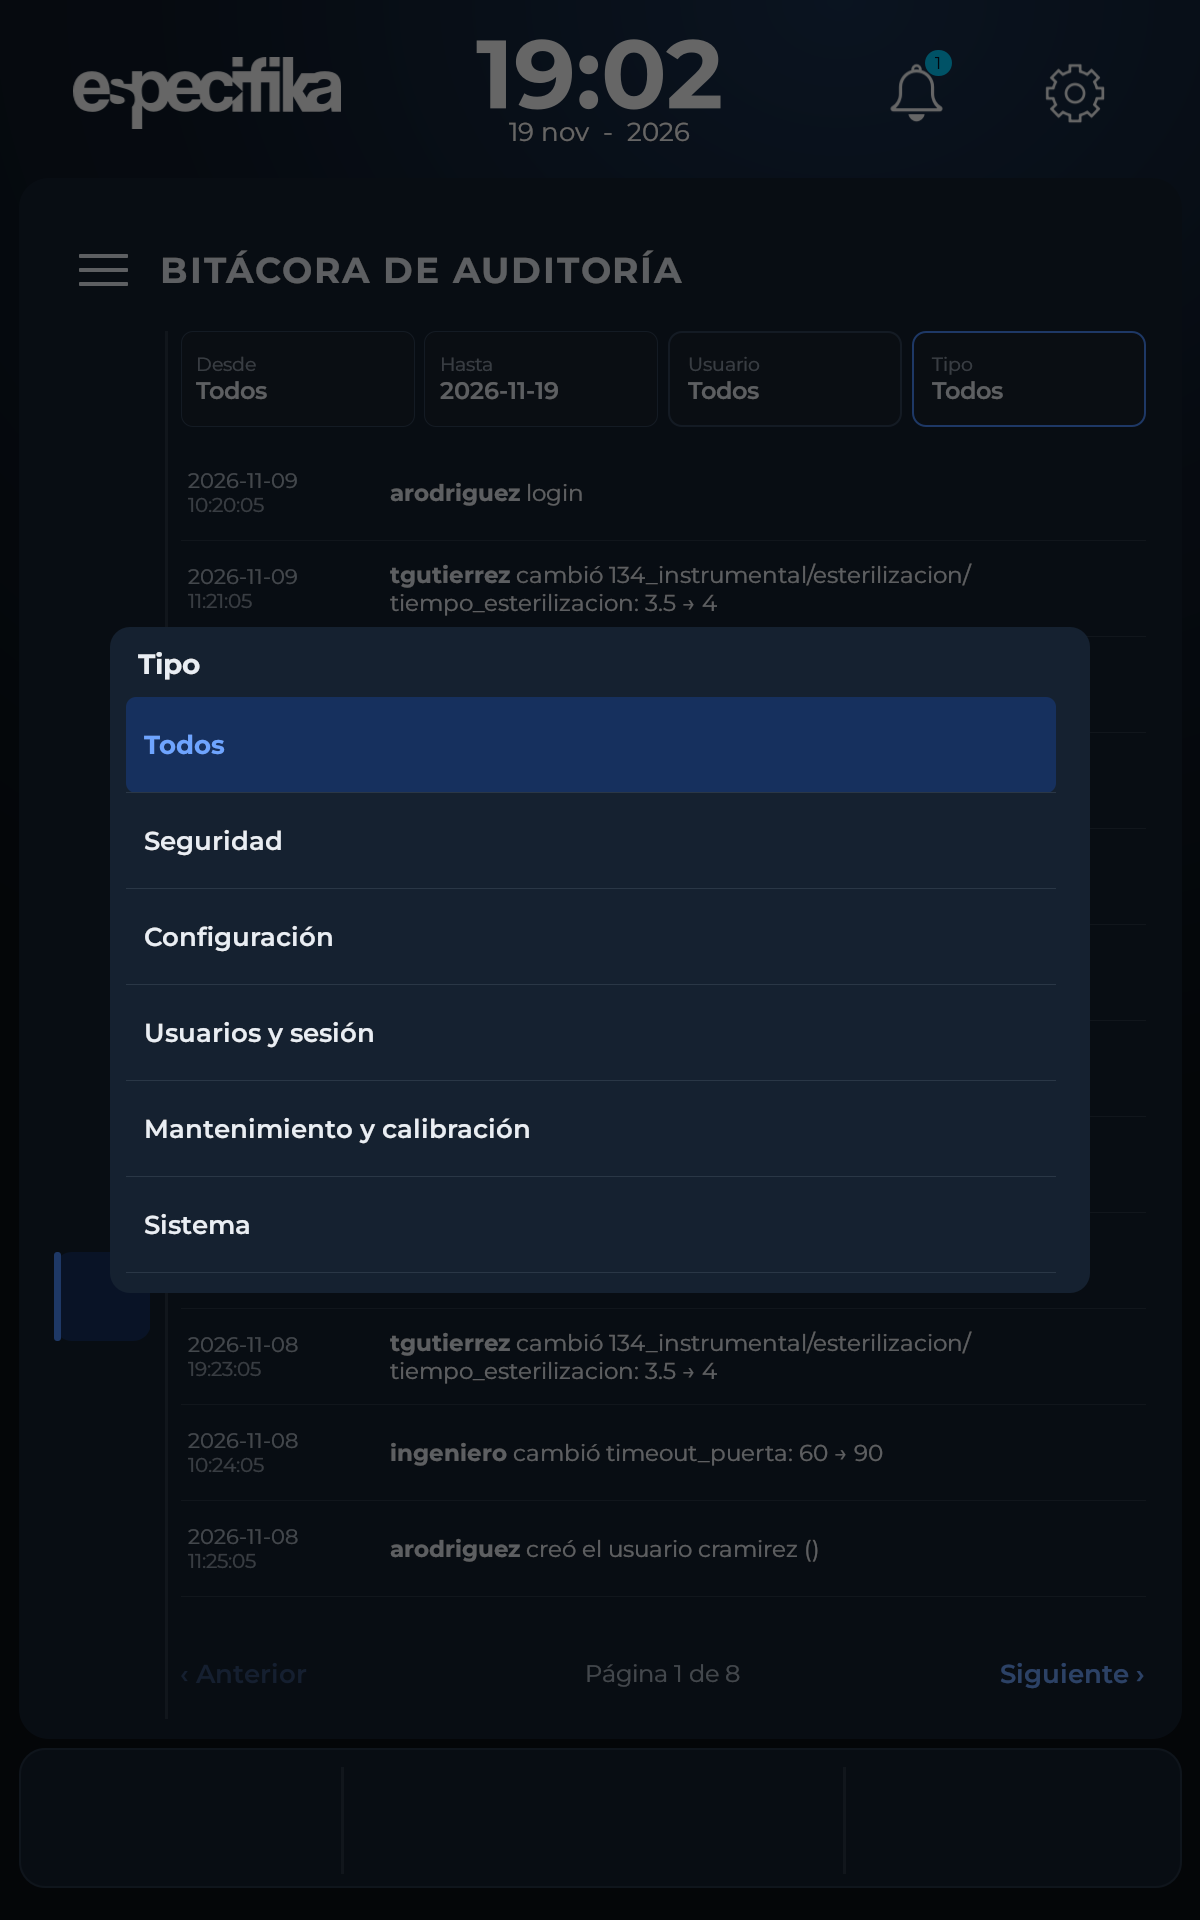 especifika
19:02
19 nov - 2026
1
BITÁCORA DE AUDITORÍA
Desde
Todos
Hasta
2026-11-19
Usuario
Todos
Tipo
Todos
2026-11-09
10:20:05
arodriguez login
2026-11-09
11:21:05
tgutierrez cambió 134_instrumental/esterilizacion/
tiempo_esterilizacion: 3.5 → 4
Tipo
Todos
Seguridad
Configuración
Usuarios y sesión
Mantenimiento y calibración
Sistema
2026-11-08
19:23:05
tgutierrez cambió 134_instrumental/esterilizacion/
tiempo_esterilizacion: 3.5 → 4
2026-11-08
10:24:05
ingeniero cambió timeout_puerta: 60 → 90
2026-11-08
11:25:05
arodriguez creó el usuario cramirez ()
‹ Anterior
Página 1 de 8
Siguiente ›